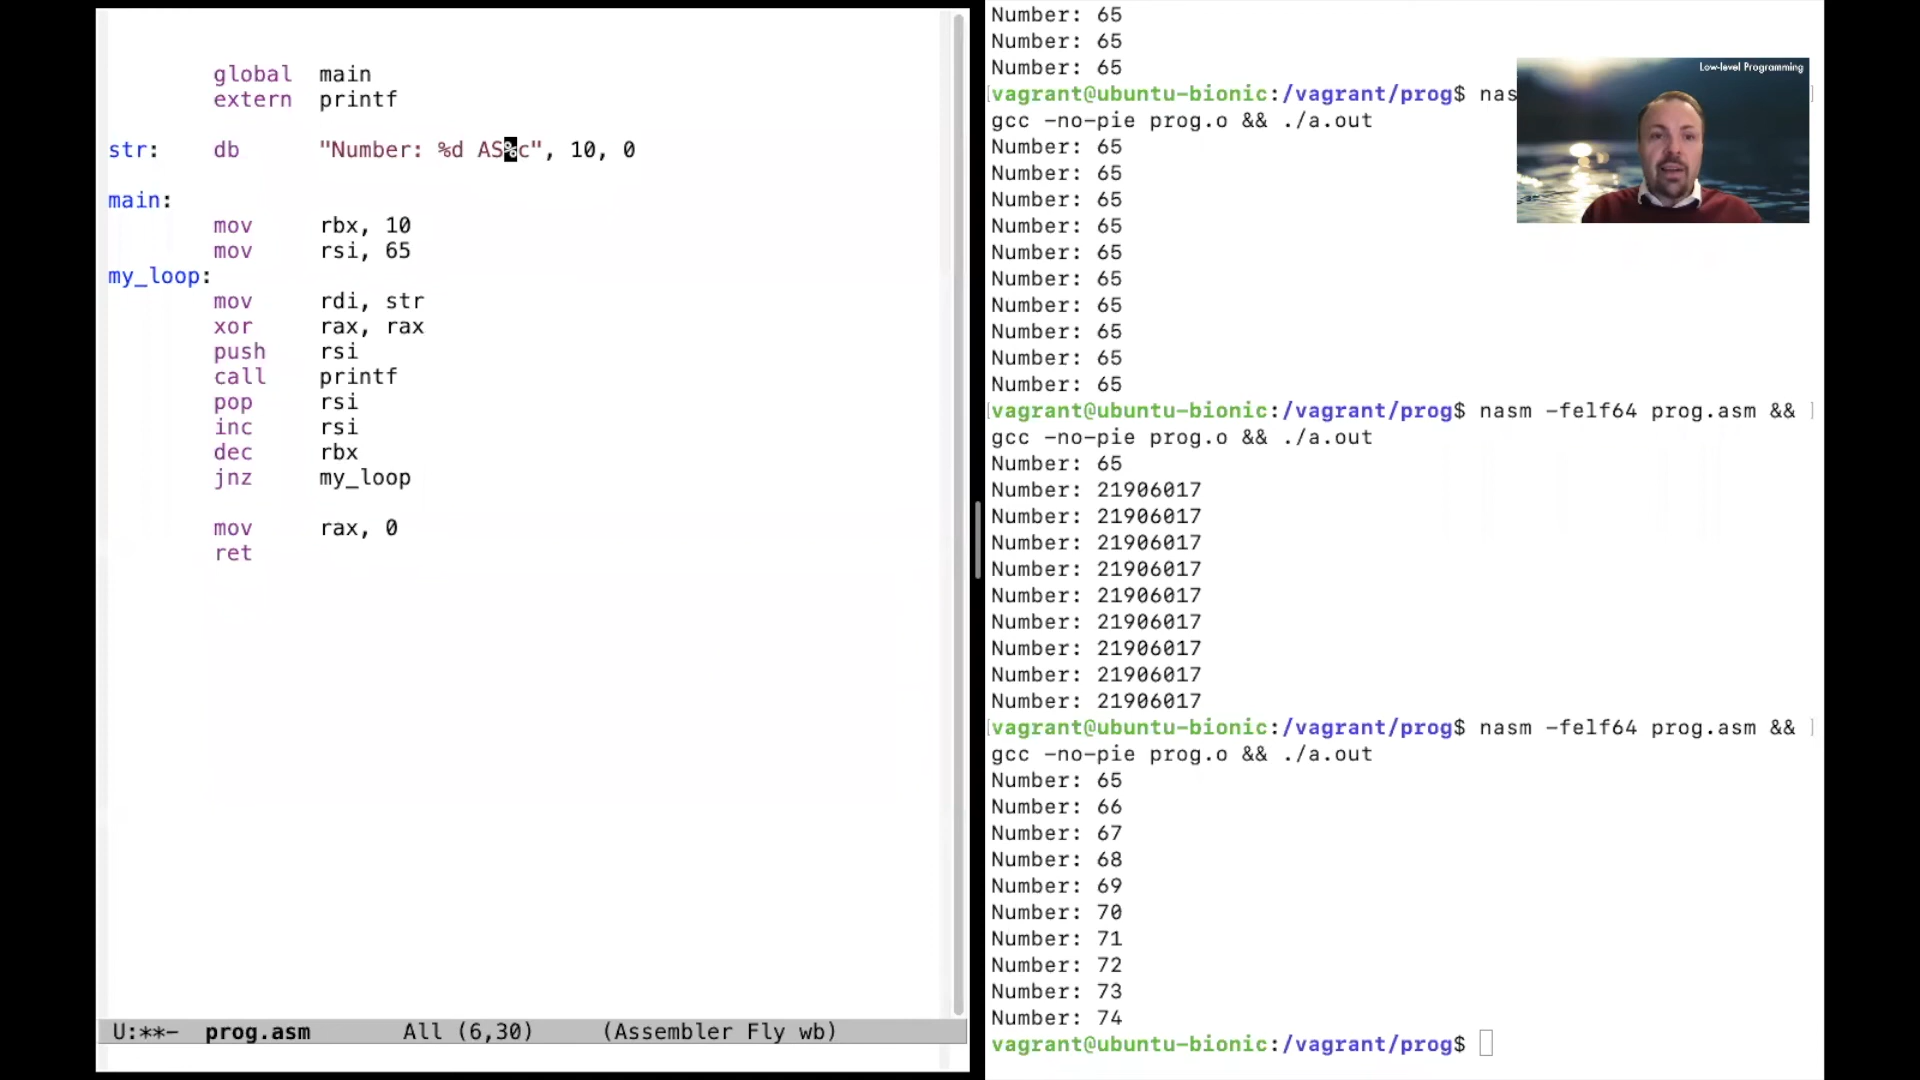 global main
extern printf
str: db "Number: %d AS%c", 10, 0
main:
mov rbx, 10
mov rsi, 65
my_loop:
mov rdi, str
xor rax, rax
push rsi
call printf
pop rsi
inc rsi
dec rbx
jnz my_loop
mov rax, 0
ret
U:**- prog.asm All (6,30) (Assembler Fly wb)
Number: 65
Number: 65
Number: 65
[vagrant@ubuntu-bionic:/vagrant/prog$ nas ]
gcc -no-pie prog.o && ./a.out
Number: 65
Number: 65
Number: 65
Number: 65
Number: 65
Number: 65
Number: 65
Number: 65
Number: 65
Number: 65
[vagrant@ubuntu-bionic:/vagrant/prog$ nasm -felf64 prog.asm && ]
gcc -no-pie prog.o && ./a.out
Number: 65
Number: 21906017
Number: 21906017
Number: 21906017
Number: 21906017
Number: 21906017
Number: 21906017
Number: 21906017
Number: 21906017
Number: 21906017
[vagrant@ubuntu-bionic:/vagrant/prog$ nasm -felf64 prog.asm && ]
gcc -no-pie prog.o && ./a.out
Number: 65
Number: 66
Number: 67
Number: 68
Number: 69
Number: 70
Number: 71
Number: 72
Number: 73
Number: 74
vagrant@ubuntu-bionic:/vagrant/prog$
Low-level Programming